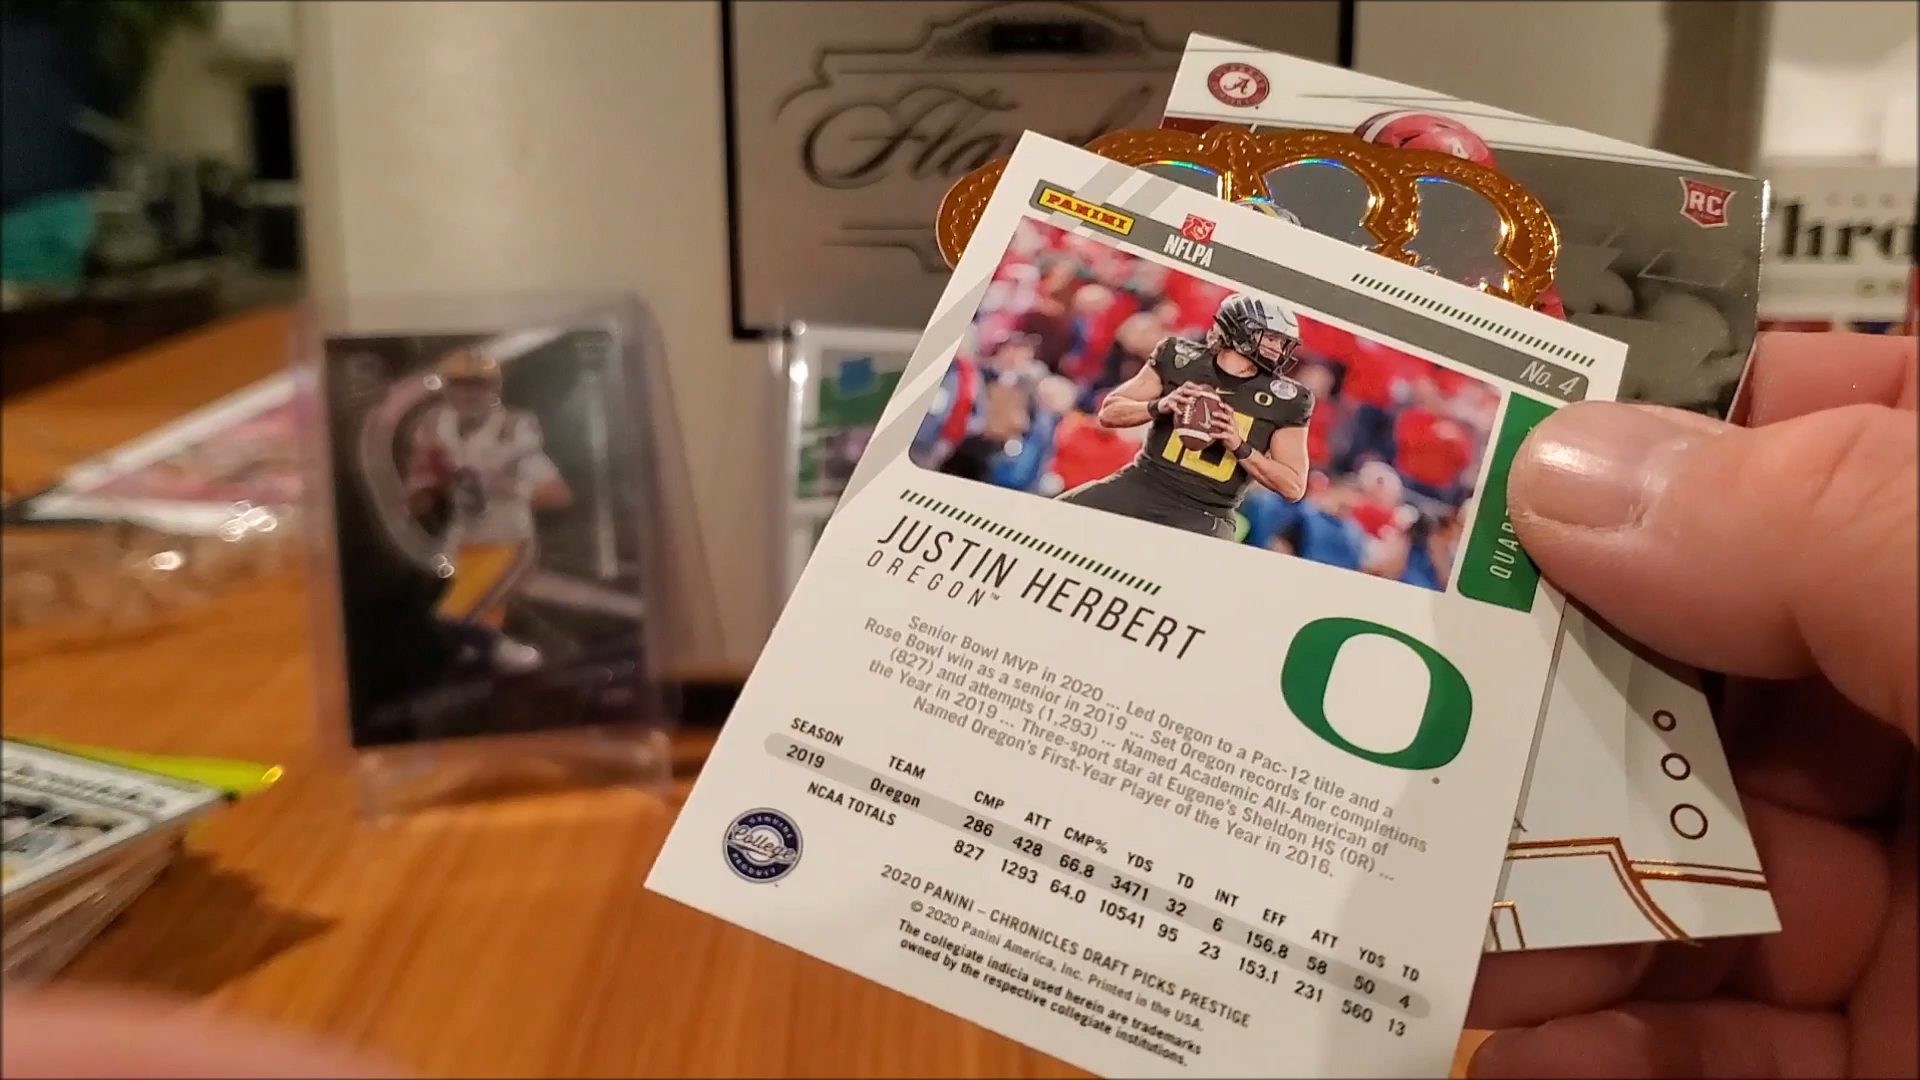 A
RC
PANINI
NFLPA
No. 4
JUSTIN HERBERT
OREGON™
O
Senior Bowl MVP in 2020 ... Led Oregon to a Pac-12 title and a
Rose Bowl win as a senior in 2019 ... Set Oregon records for completions
(827) and attempts (1,293) ... Named Academic All-American of
the Year in 2019 ... Three-sport star at Eugene's Sheldon HS (OR) ...
Named Oregon's First-Year Player of the Year in 2016.
SEASON TEAM CMP ATT CMP% YDS TD INT EFF ATT YDS TD
2019 Oregon 286 428 66.8 3471 32 6 156.8 58 50 4
NCAA TOTALS 827 1293 64.0 10541 95 23 153.1 231 560 13
GENUINE
College
PRODUCT
2020 PANINI – CHRONICLES DRAFT PICKS PRESTIGE
© 2020 Panini America, Inc. Printed in the USA.
The collegiate indicia used herein are trademarks
owned by the respective collegiate institutions.